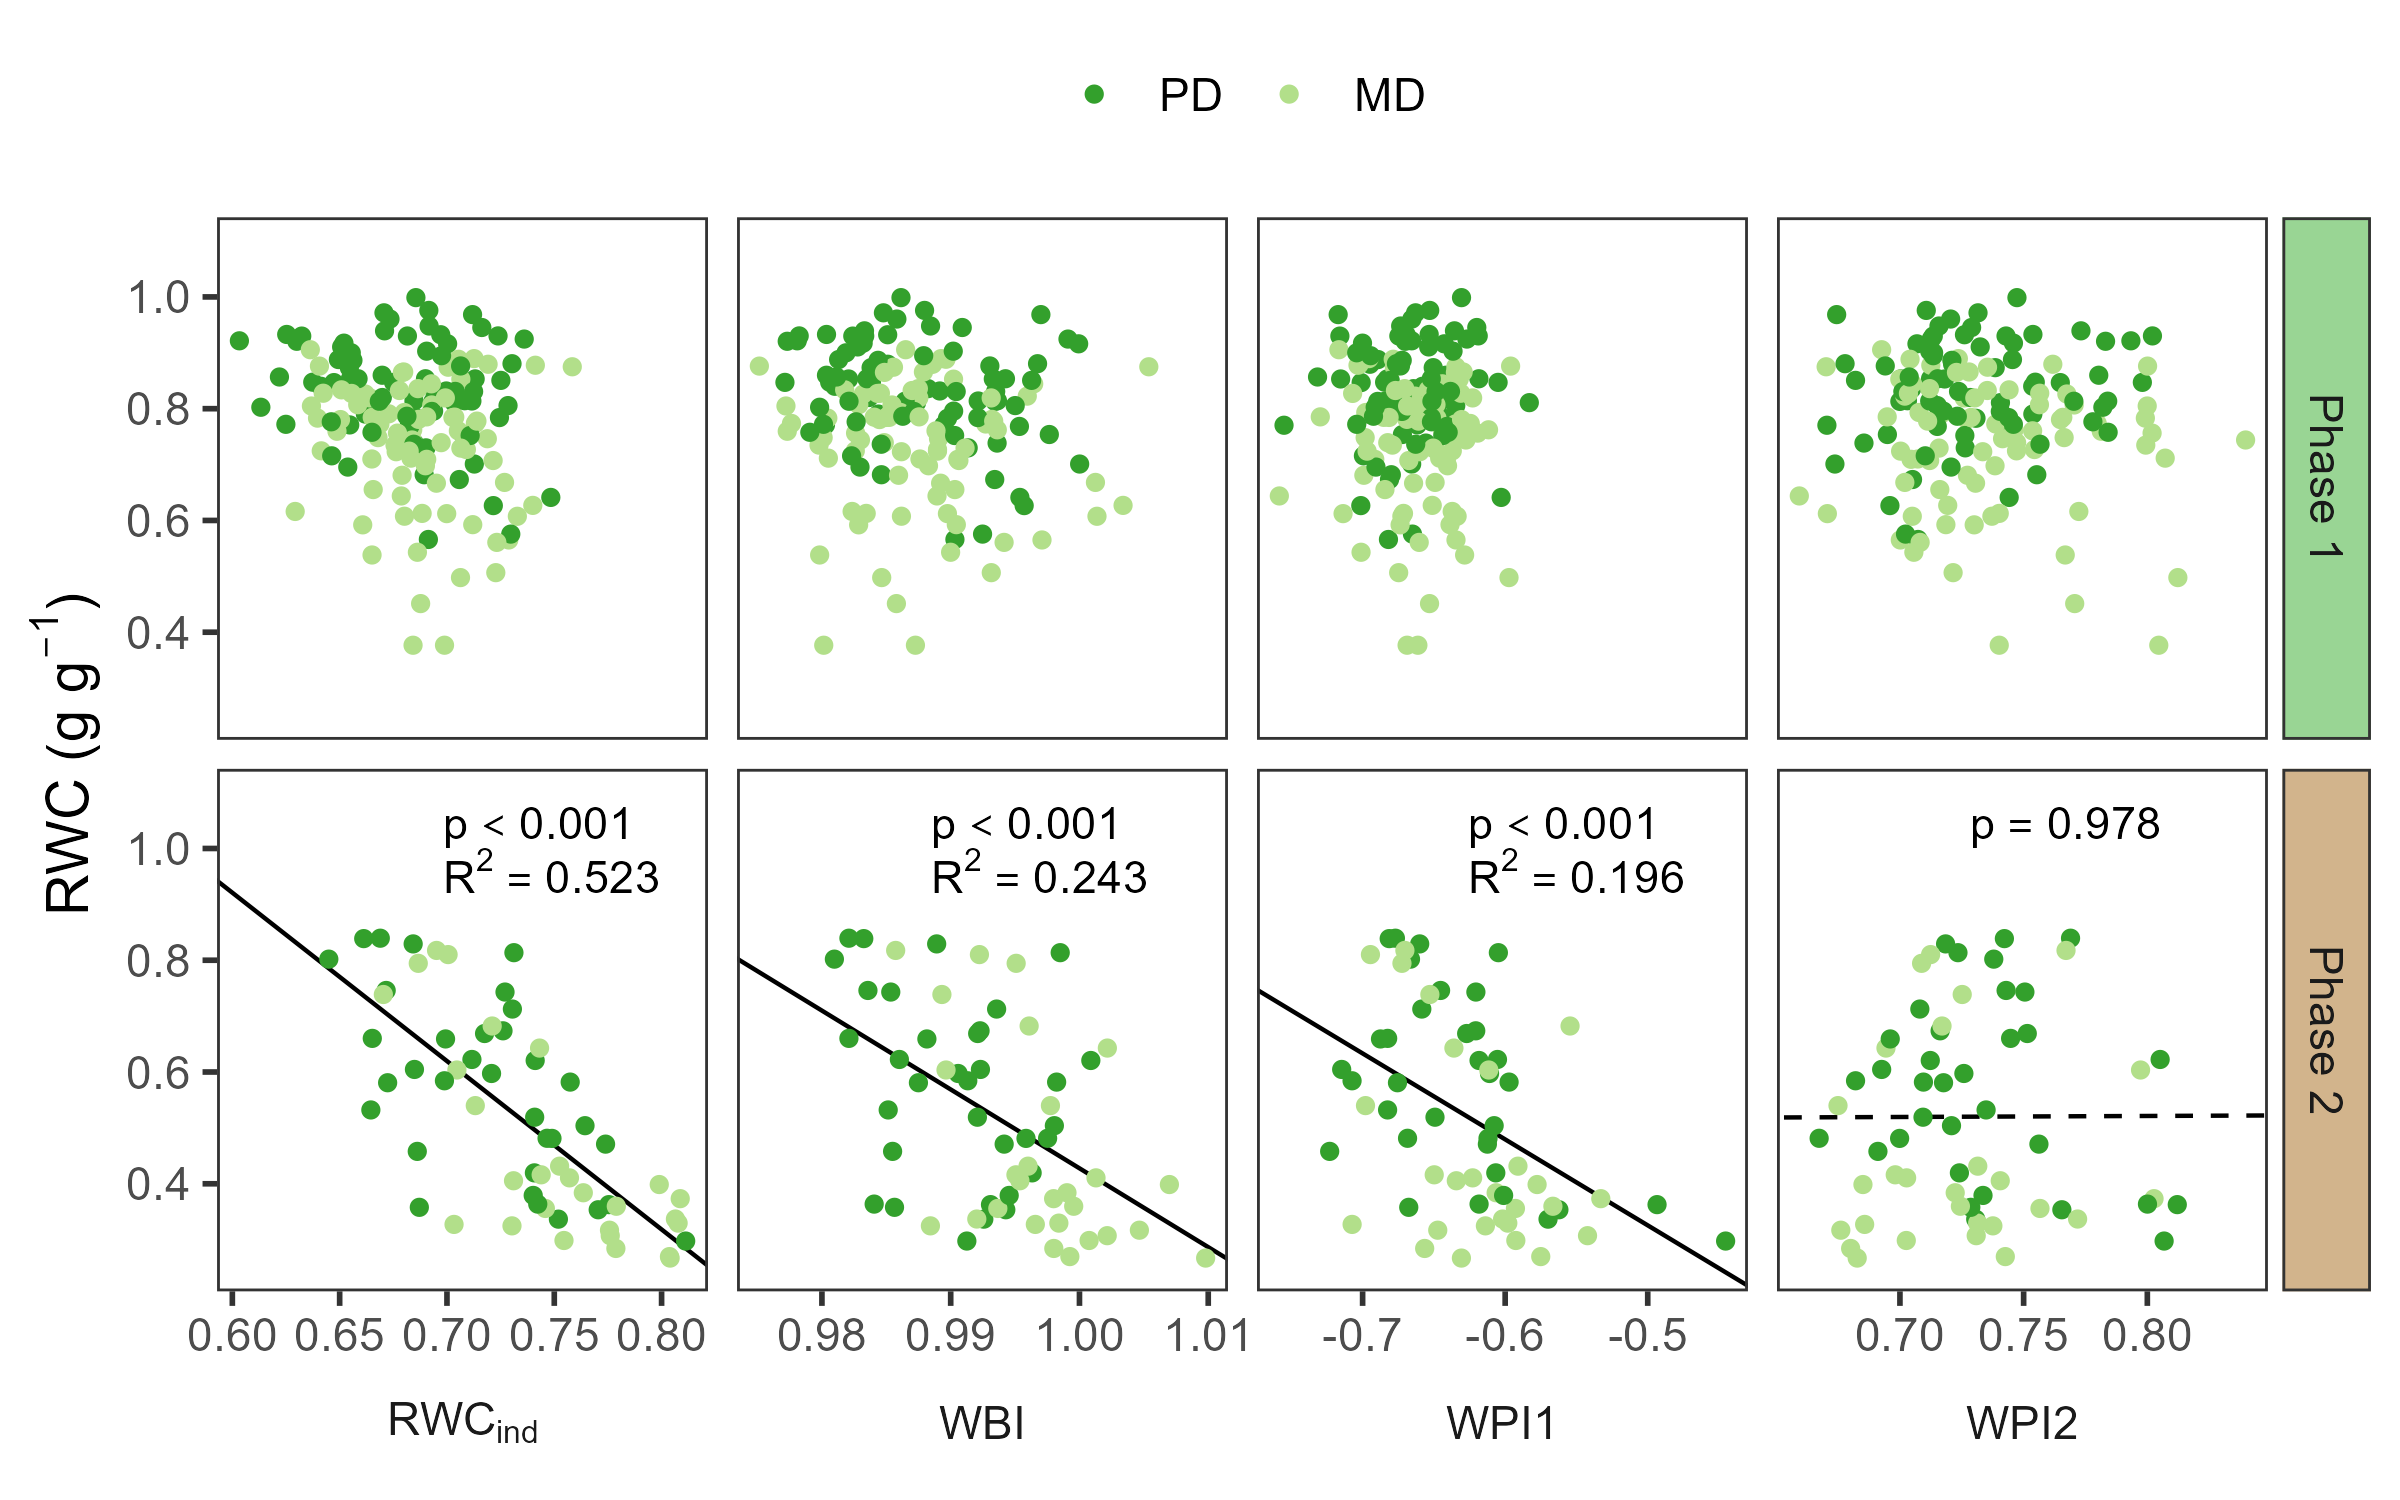 PD MD
Phase 1
1.0
0.8
0.6
0.4
RWC (g g⁻¹)
p < 0.001
R² = 0.523
p < 0.001
R² = 0.243
p < 0.001
R² = 0.196
p = 0.978
Phase 2
1.0
0.8
0.6
0.4
0.60 0.65 0.70 0.75 0.80
0.98 0.99 1.00 1.01
-0.7 -0.6 -0.5
0.70 0.75 0.80
RWCind
WBI
WPI1
WPI2